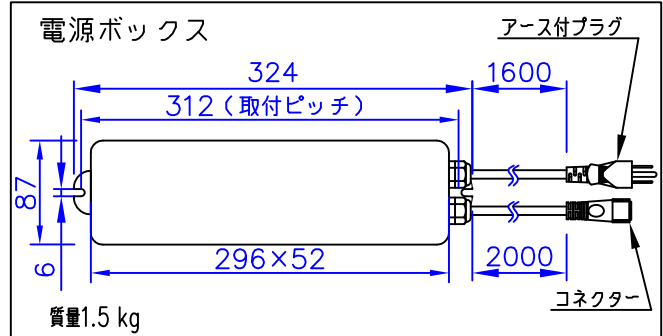 電源ボックス
アース付プラグ
324
1600
312（取付ピッチ）
87
6
296×52
2000
コネクター
質量1.5 kg